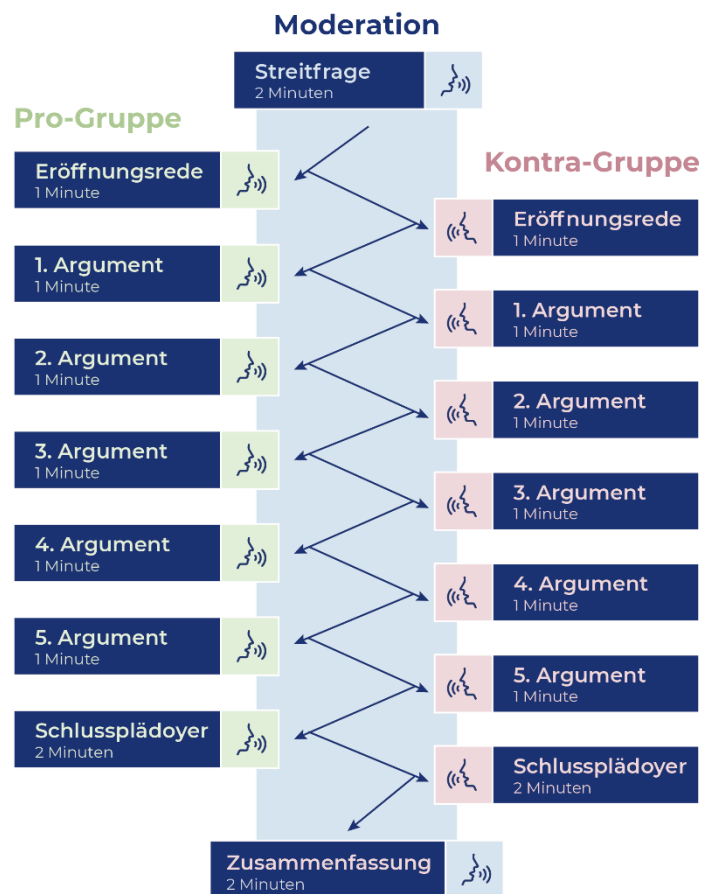 Moderation
Streitfrage
2 Minuten
Pro-Gruppe
Eröffnungsrede
1 Minute
Kontra-Gruppe
Eröffnungsrede
1 Minute
1. Argument
1 Minute
1. Argument
1 Minute
2. Argument
1 Minute
2. Argument
1 Minute
3. Argument
1 Minute
3. Argument
1 Minute
4. Argument
1 Minute
4. Argument
1 Minute
5. Argument
1 Minute
5. Argument
1 Minute
Schlussplädoyer
2 Minuten
Schlussplädoyer
2 Minuten
Zusammenfassung
2 Minuten